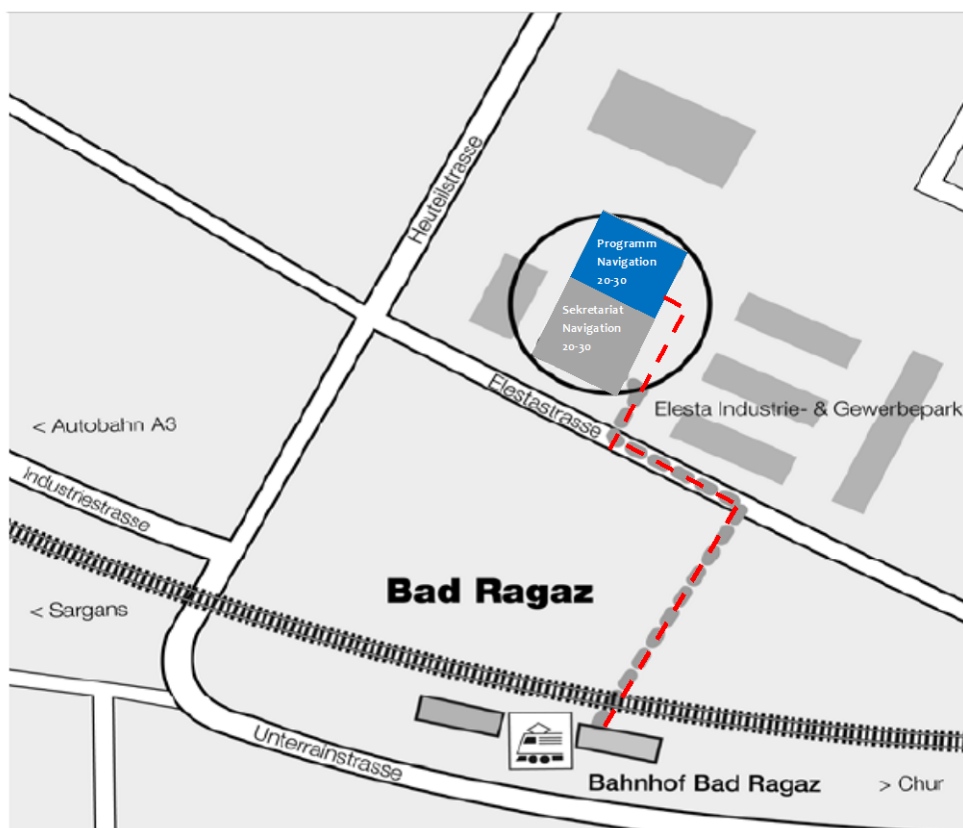 Heuteilstrasse
Programm
Navigation
20-30
Sekretariat
Navigation
20-30
Elestastrasse
Elesta Industrie- & Gewerbepark
< Autobahn A3
Industriestrasse
Bad Ragaz
< Sargans
Unterrainstrasse
Bahnhof Bad Ragaz
> Chur